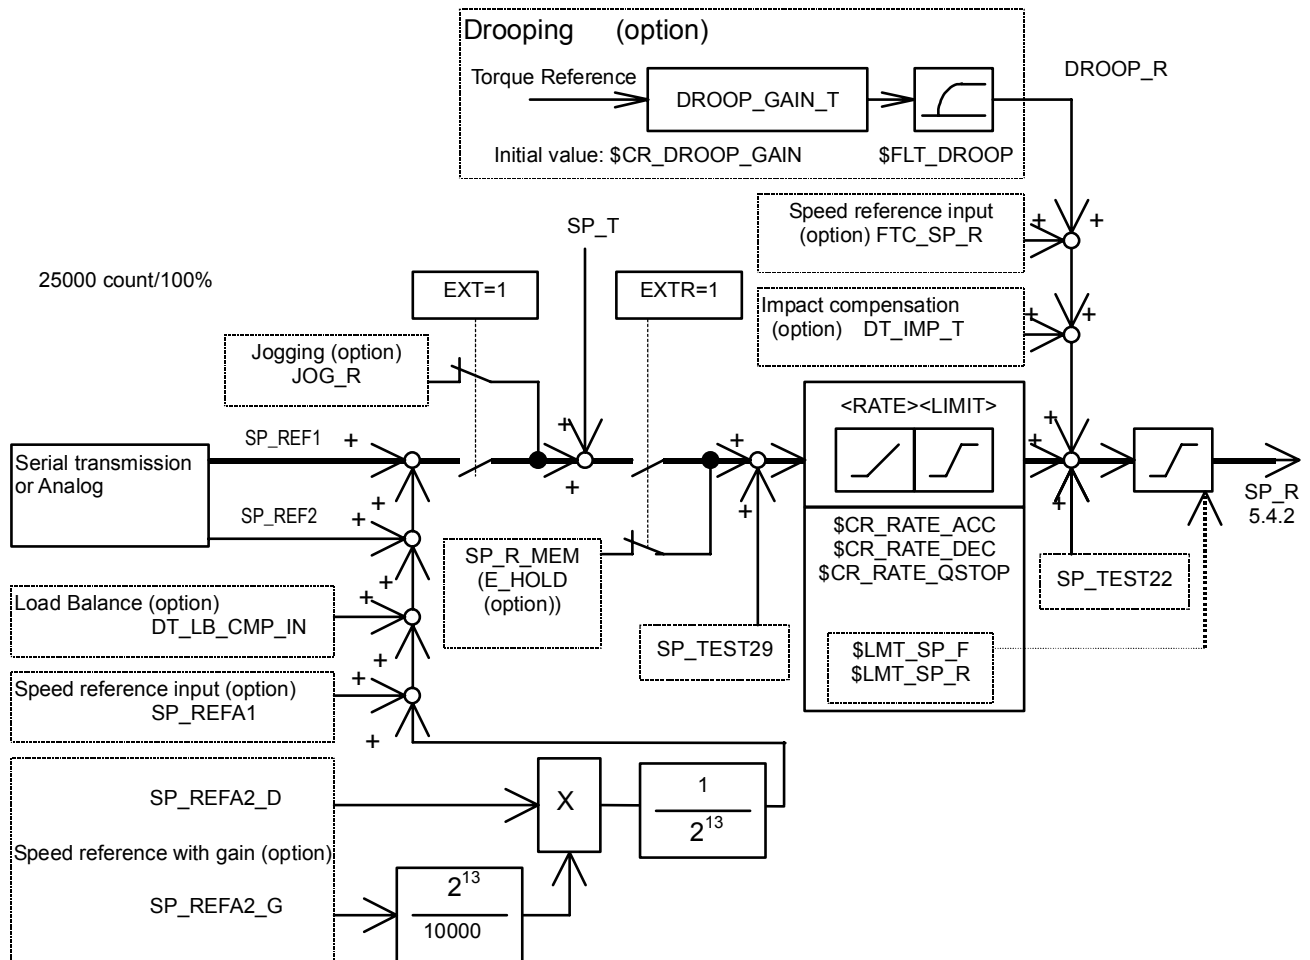 Drooping (option)
Torque Reference
DROOP_GAIN_T
DROOP_R
Initial value: $CR_DROOP_GAIN
$FLT_DROOP
Speed reference input
(option) FTC_SP_R
+
+
SP_T
25000 count/100%
EXT=1
EXTR=1
Impact compensation
(option) DT_IMP_T
+
+
Jogging (option)
JOG_R
<RATE><LIMIT>
Serial transmission
or Analog
SP_REF1
+
+
+
+
+
+
SP_R
5.4.2
SP_REF2
+
+
+
+
$CR_RATE_ACC
$CR_RATE_DEC
$CR_RATE_QSTOP
SP_R_MEM
(E_HOLD
(option))
SP_TEST22
Load Balance (option)
DT_LB_CMP_IN
+
+
SP_TEST29
$LMT_SP_F
$LMT_SP_R
Speed reference input (option)
SP_REFA1
+
+
+
SP_REFA2_D
X
1
2^13
Speed reference with gain (option)
SP_REFA2_G
2^13
10000